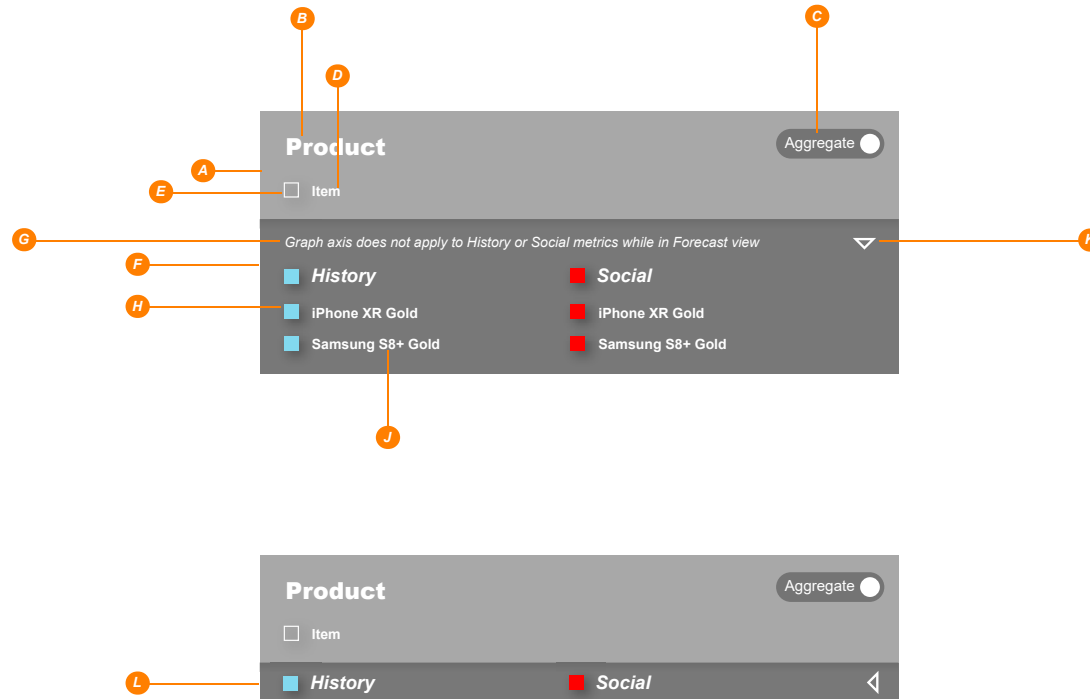 B
C
D
Product
Aggregate
A
E
Item
G
Graph axis does not apply to History or Social metrics while in Forecast view
F
History
Social
H
iPhone XR Gold
iPhone XR Gold
Samsung S8+ Gold
Samsung S8+ Gold
J
Product
Aggregate
Item
L
History
Social